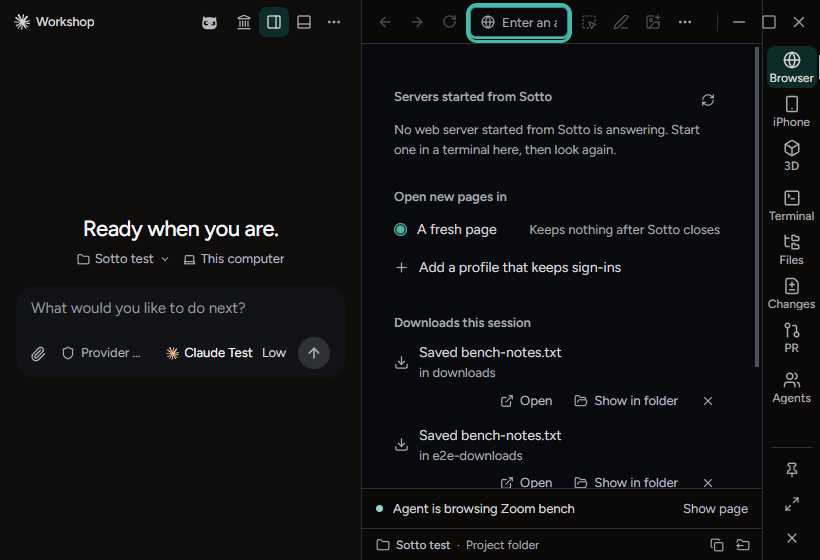 Workshop
Enter an a
Servers started from Sotto
No web server started from Sotto is answering. Start
one in a terminal here, then look again.
Open new pages in
A fresh page
Keeps nothing after Sotto closes
Add a profile that keeps sign-ins
Downloads this session
Saved bench-notes.txt
in downloads
Open
Show in folder
Saved bench-notes.txt
in e2e-downloads
Open
Show in folder
Agent is browsing Zoom bench
Show page
Sotto test · Project folder
Ready when you are.
Sotto test
This computer
What would you like to do next?
Provider ...
Claude Test
Low
Browser
iPhone
3D
Terminal
Files
Changes
PR
Agents